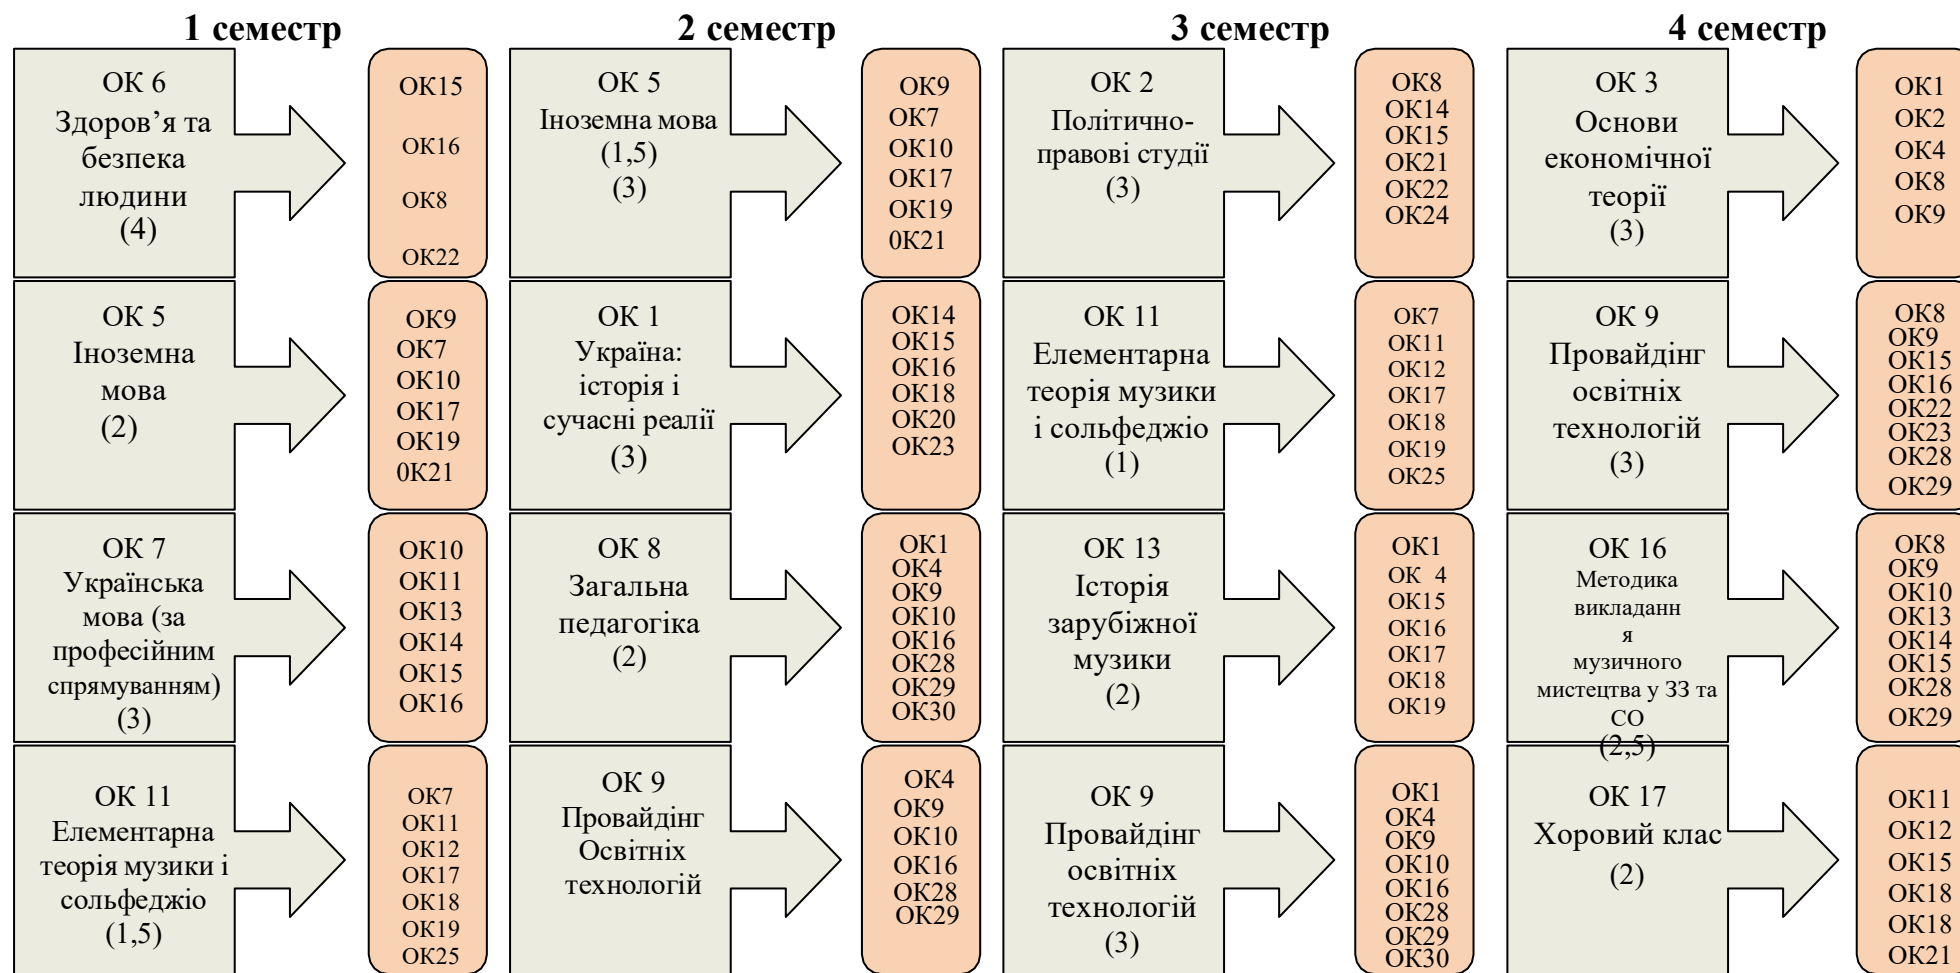 1 семестр
2 семестр
3 семестр
4 семестр
ОК 6
Здоров’я та
безпека
людини
(4)
ОК15
ОК16
ОК8
ОК22
ОК 5
Іноземна мова
(1,5)
(3)
ОК9
ОК7
ОК10
ОК17
ОК19
0К21
ОК 2
Політично-
правові студії
(3)
ОК8
ОК14
ОК15
ОК21
ОК22
ОК24
ОК 3
Основи
економічної
теорії
(3)
ОК1
ОК2
ОК4
ОК8
ОК9
ОК 5
Іноземна
мова
(2)
ОК9
ОК7
ОК10
ОК17
ОК19
0К21
ОК 1
Україна:
історія і
сучасні реалії
(3)
ОК14
ОК15
ОК16
ОК18
ОК20
ОК23
ОК 11
Елементарна
теорія музики
і сольфеджіо
(1)
ОК7
ОК11
ОК12
ОК17
ОК18
ОК19
ОК25
ОК 9
Провайдінг
освітніх
технологій
(3)
ОК8
ОК9
ОК15
ОК16
ОК22
ОК23
ОК28
ОК29
ОК 7
Українська
мова (за
професійним
спрямуванням)
(3)
ОК10
ОК11
ОК13
ОК14
ОК15
ОК16
ОК 8
Загальна
педагогіка
(2)
ОК1
ОК4
ОК9
ОК10
ОК16
ОК28
ОК29
ОК30
ОК 13
Історія
зарубіжної
музики
(2)
ОК1
ОК 4
ОК15
ОК16
ОК17
ОК18
ОК19
ОК 16
Методика
викладанн
я
музичного
мистецтва у ЗЗ та
СО
(2,5)
ОК8
ОК9
ОК10
ОК13
ОК14
ОК15
ОК28
ОК29
ОК 11
Елементарна
теорія музики і
сольфеджіо
(1,5)
ОК7
ОК11
ОК12
ОК17
ОК18
ОК19
ОК25
ОК 9
Провайдінг
Освітніх
технологій
ОК4
ОК9
ОК10
ОК16
ОК28
ОК29
ОК 9
Провайдінг
освітніх
технологій
(3)
ОК1
ОК4
ОК9
ОК10
ОК16
ОК28
ОК29
ОК30
ОК 17
Хоровий клас
(2)
ОК11
ОК12
ОК15
ОК18
ОК18
ОК21